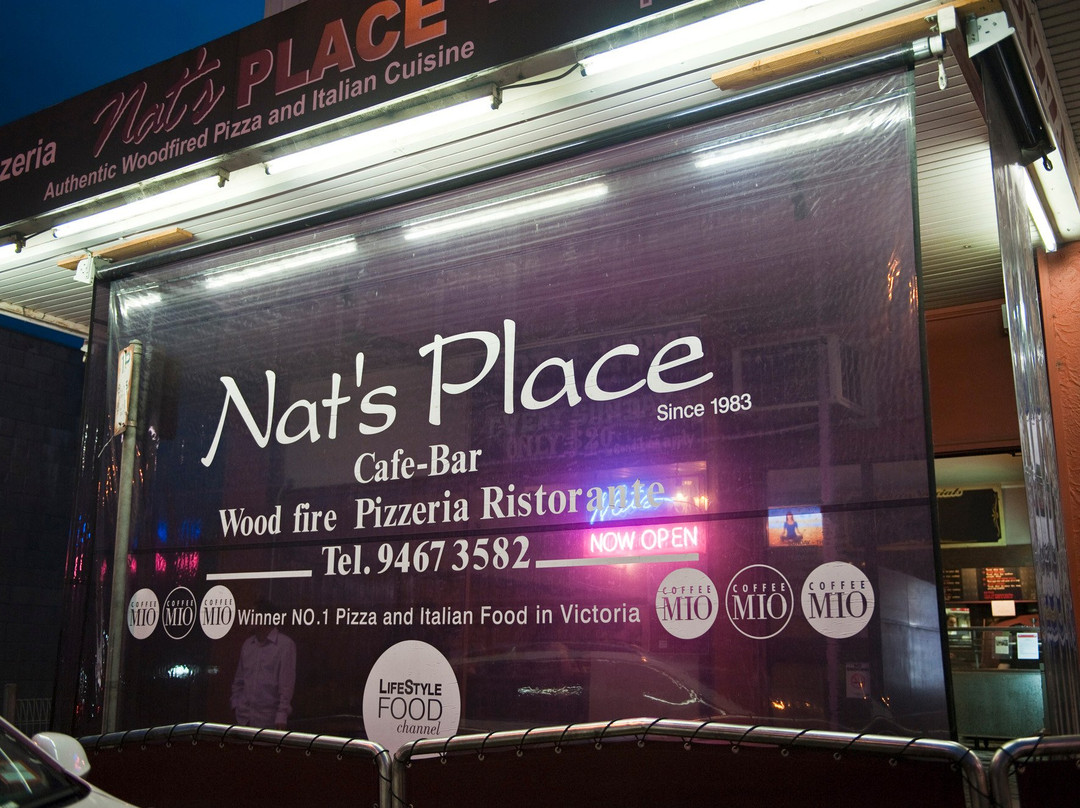 zeria Nat's PLACE
Authentic Woodfired Pizza and Italian Cuisine
Nat's Place
Since 1983
Cafe-Bar
Wood fire Pizzeria Ristorante
NOW OPEN
Tel. 9467 3582
COFFEE MIO
COFFEE MIO
COFFEE MIO
Winner NO.1 Pizza and Italian Food in Victoria
COFFEE MIO
COFFEE MIO
COFFEE MIO
LIFESTYLE
FOOD
channel